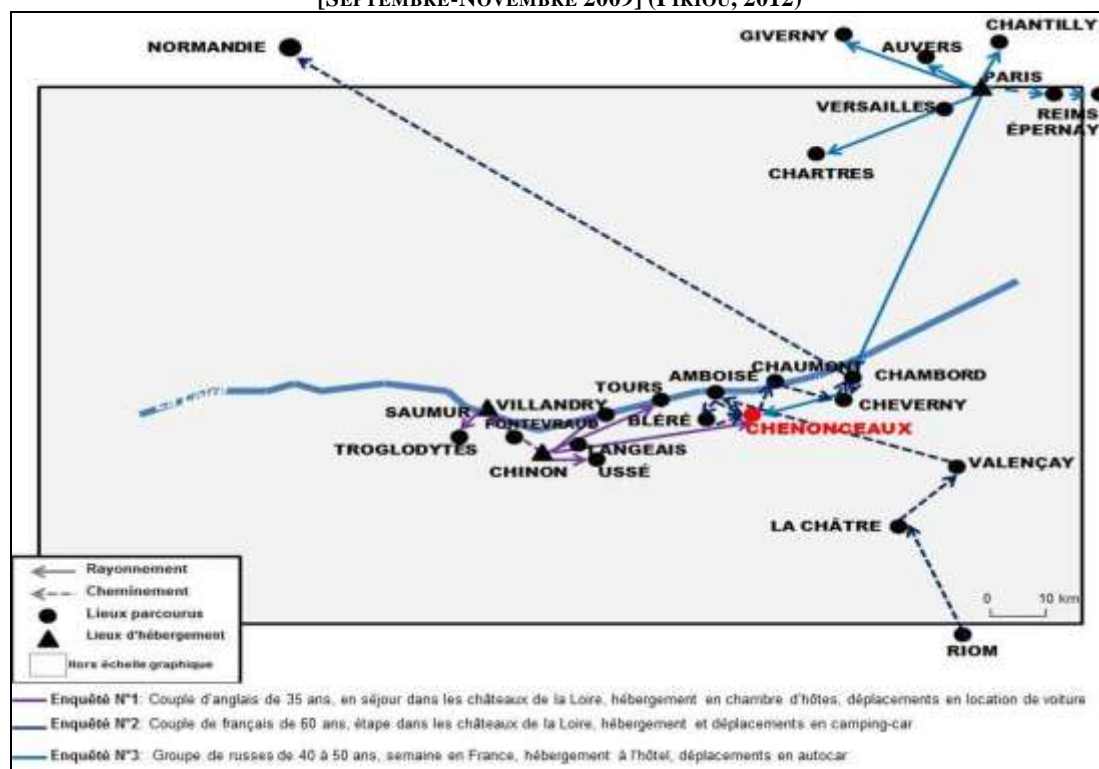 [SEPTEMBRE-NOVEMBRE 2009] (PIRIOU, 2012)
NORMANDIE
GIVERNY
AUVERS
CHANTILLY
PARIS
VERSAILLES
REIMS
ÉPERNAY
CHARTRES
CHAUMONT
AMBOISE
CHAMBORD
TOURS
CHEVERNY
SAUMUR
VILLANDRY
BLÉRÉ
FONTEVRAUD
CHENONCEAUX
TROGLODYTES
LANGEAIS
CHINON
USSÉ
VALENÇAY
LA CHÂTRE
0 10 km
RIOM
Rayonnement
Cheminement
Lieux parcourus
Lieux d'hébergement
Hors échelle graphique
Enquêté N°1: Couple d'anglais de 35 ans, en séjour dans les châteaux de la Loire, hébergement en chambre d'hôtes, déplacements en location de voiture
Enquêté N°2: Couple de français de 60 ans, étape dans les châteaux de la Loire, hébergement et déplacements en camping-car
Enquêté N°3: Groupe de russes de 40 à 50 ans, semaine en France, hébergement à l'hôtel, déplacements en autocar